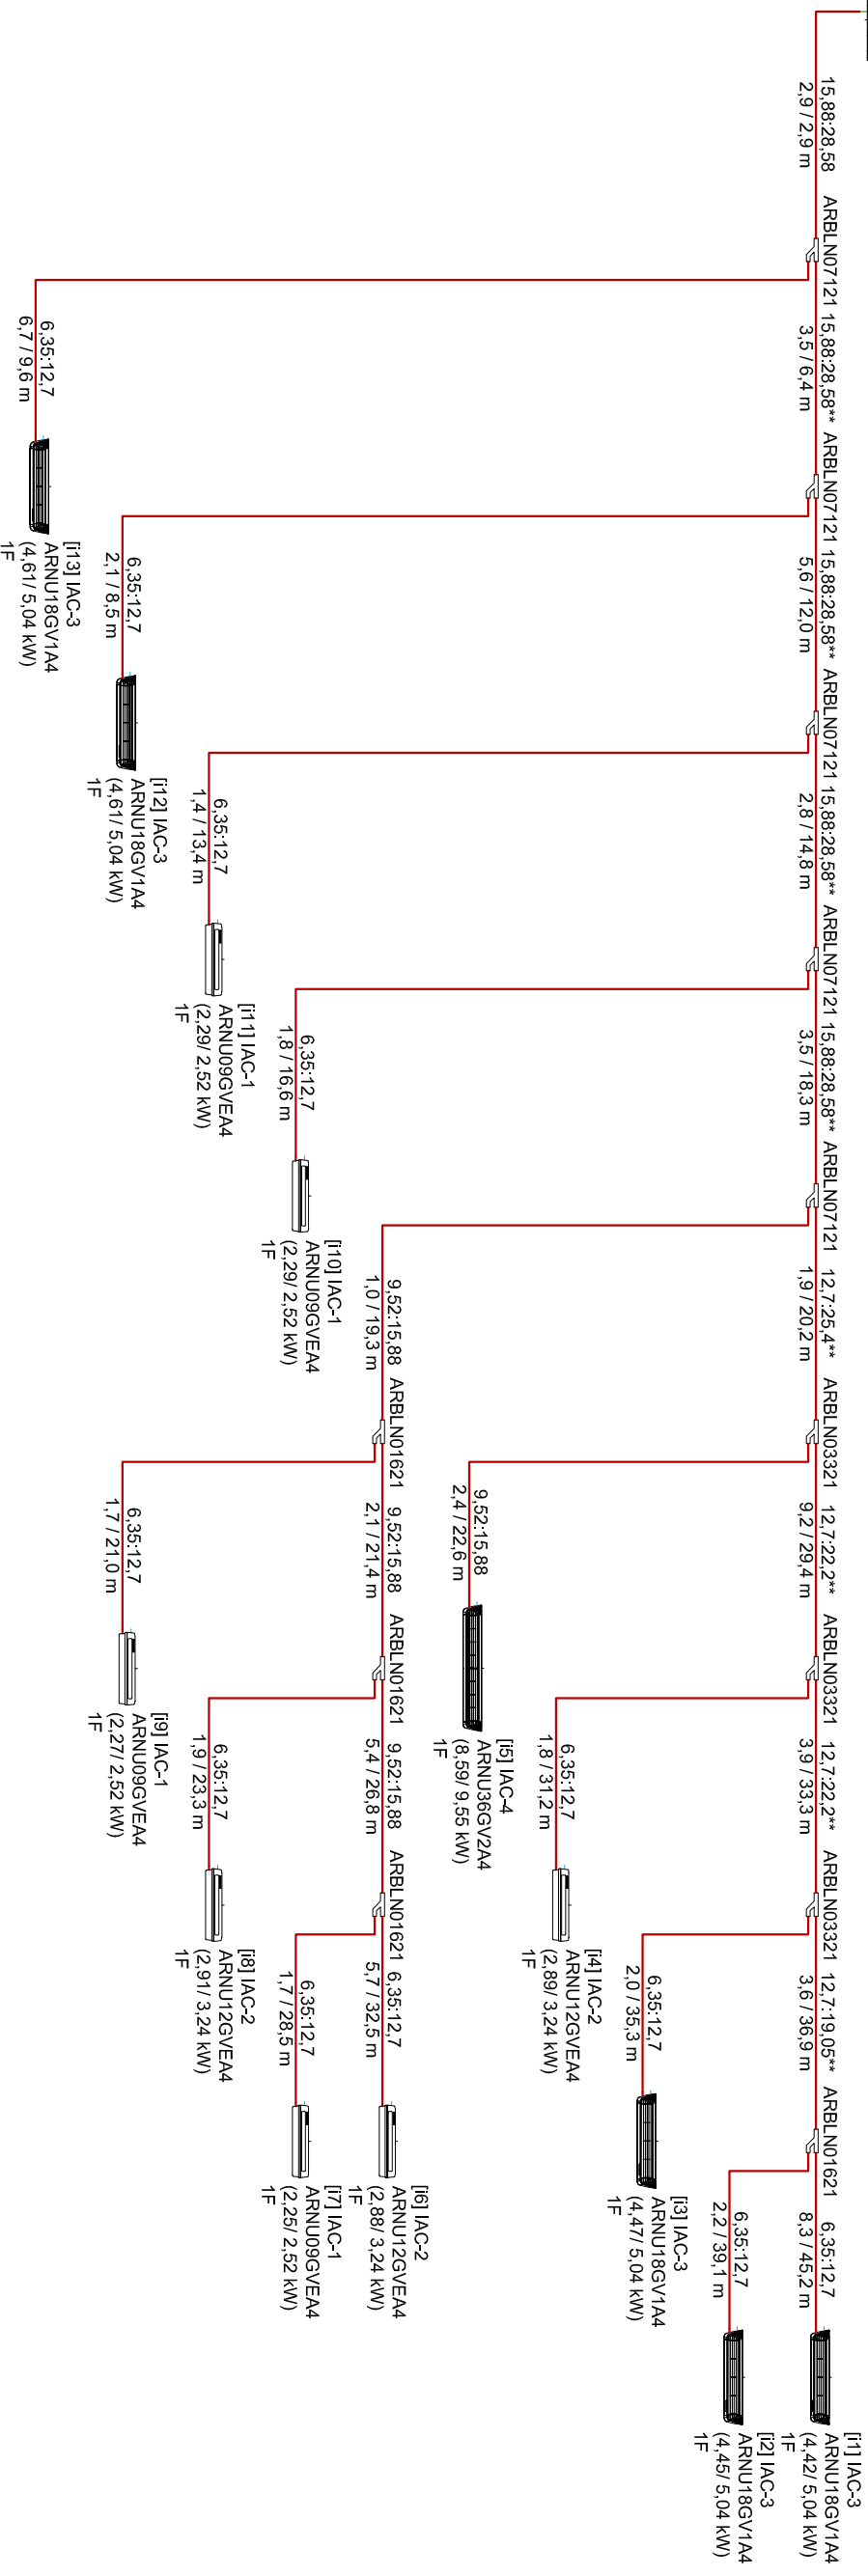 15,88:28,58
2,9 / 2,9 m
ARBLN07121
15,88:28,58**
3,5 / 6,4 m
ARBLN07121
15,88:28,58**
5,6 / 12,0 m
ARBLN07121
15,88:28,58**
2,8 / 14,8 m
ARBLN07121
15,88:28,58**
3,5 / 18,3 m
ARBLN07121
12,7:25,4**
1,9 / 20,2 m
ARBLN03321
12,7:22,2**
9,2 / 29,4 m
ARBLN03321
12,7:22,2**
3,9 / 33,3 m
ARBLN03321
12,7:19,05**
3,6 / 36,9 m
ARBLN01621
6,35:12,7
8,3 / 45,2 m
[i1] IAC-3
ARNU18GV1A4
(4,42/ 5,04 kW)
1F
6,35:12,7
2,2 / 39,1 m
[i2] IAC-3
ARNU18GV1A4
(4,45/ 5,04 kW)
1F
6,35:12,7
2,0 / 35,3 m
[i3] IAC-3
ARNU18GV1A4
(4,47/ 5,04 kW)
1F
6,35:12,7
1,8 / 31,2 m
[i4] IAC-2
ARNU12GVEA4
(2,89/ 3,24 kW)
1F
9,52:15,88
2,4 / 22,6 m
[i5] IAC-4
ARNU36GV2A4
(8,59/ 9,55 kW)
1F
9,52:15,88
1,0 / 19,3 m
ARBLN01621
9,52:15,88
2,1 / 21,4 m
ARBLN01621
9,52:15,88
5,4 / 26,8 m
ARBLN01621
6,35:12,7
5,7 / 32,5 m
[i6] IAC-2
ARNU12GVEA4
(2,88/ 3,24 kW)
1F
6,35:12,7
1,7 / 28,5 m
[i7] IAC-1
ARNU09GVEA4
(2,25/ 2,52 kW)
1F
6,35:12,7
1,9 / 23,3 m
[i8] IAC-2
ARNU12GVEA4
(2,91/ 3,24 kW)
1F
6,35:12,7
1,7 / 21,0 m
[i9] IAC-1
ARNU09GVEA4
(2,27/ 2,52 kW)
1F
6,35:12,7
1,8 / 16,6 m
[i10] IAC-1
ARNU09GVEA4
(2,29/ 2,52 kW)
1F
6,35:12,7
1,4 / 13,4 m
[i11] IAC-1
ARNU09GVEA4
(2,29/ 2,52 kW)
1F
6,35:12,7
2,1 / 8,5 m
[i12] IAC-3
ARNU18GV1A4
(4,61/ 5,04 kW)
1F
6,35:12,7
6,7 / 9,6 m
[i13] IAC-3
ARNU18GV1A4
(4,61/ 5,04 kW)
1F